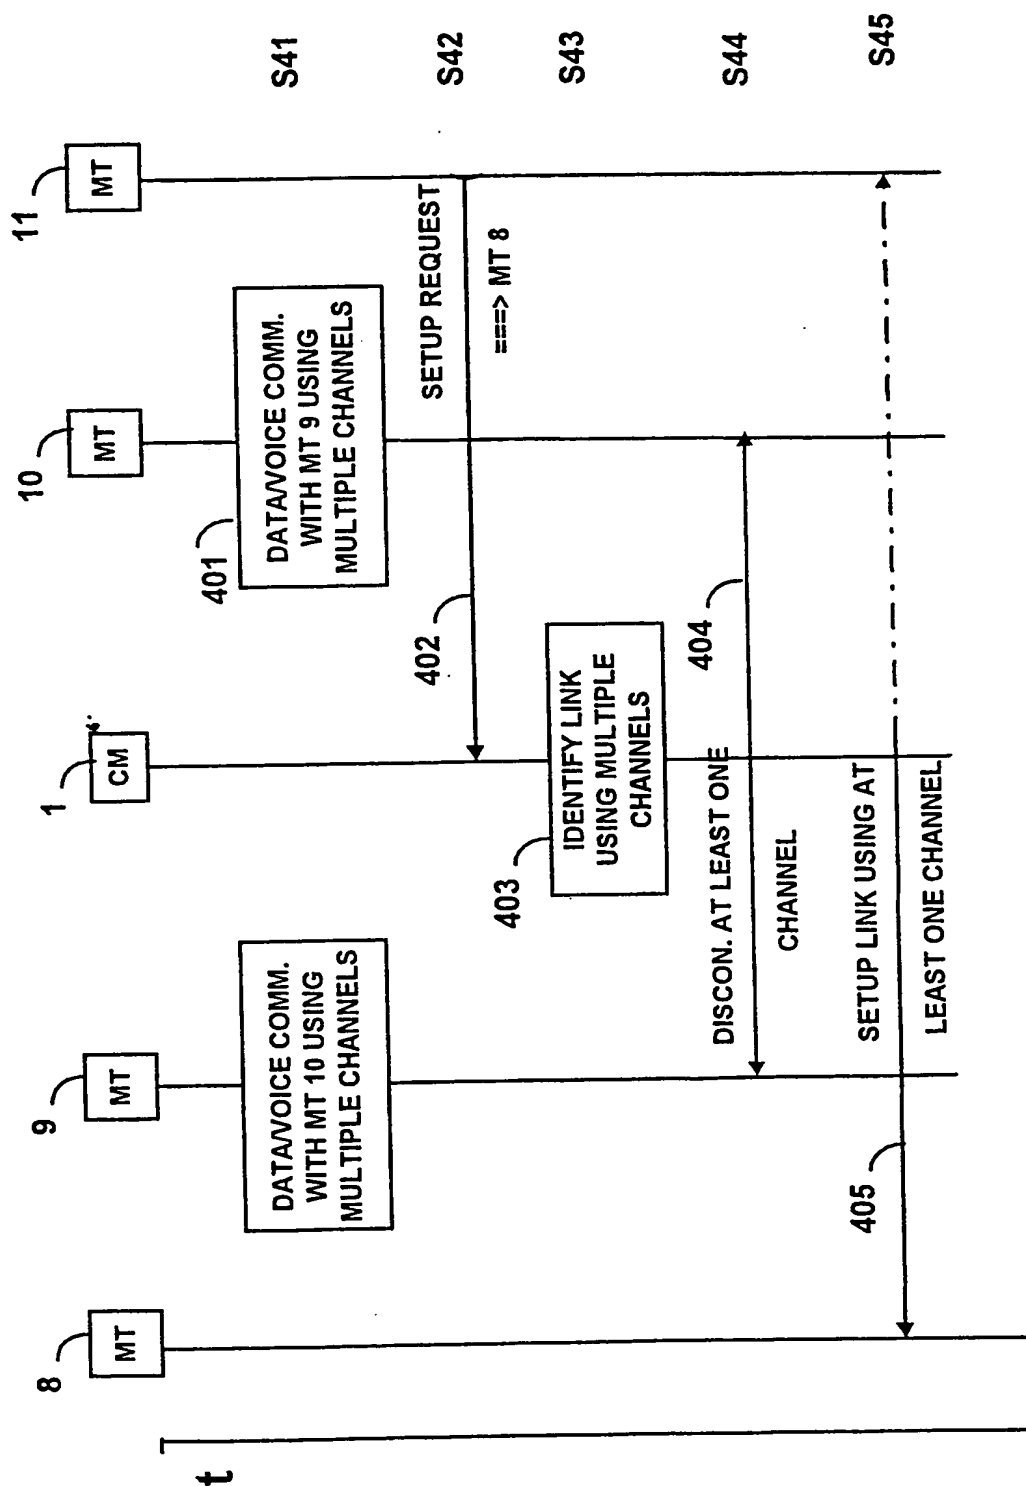 8
9
1
10
11
MT
MT
CM
MT
MT
t
DATA/VOICE COMM.
WITH MT 10 USING
MULTIPLE CHANNELS
401
DATA/VOICE COMM.
WITH MT 9 USING
MULTIPLE CHANNELS
S41
402
SETUP REQUEST
===> MT 8
S42
403
IDENTIFY LINK
USING MULTIPLE
CHANNELS
S43
DISCON. AT LEAST ONE
CHANNEL
404
S44
405
SETUP LINK USING AT
LEAST ONE CHANNEL
S45